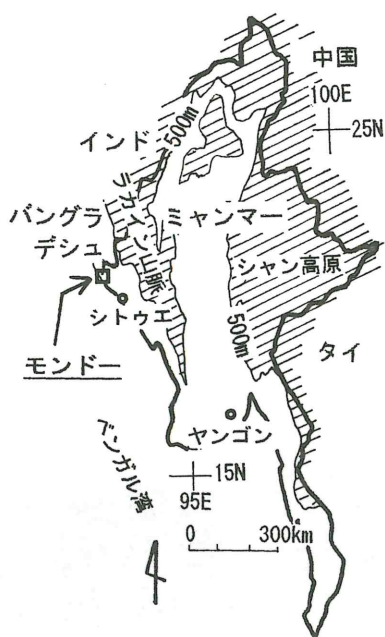 中国
100E
25N
インド
500m
ラカイン山脈
ミャンマー
バングラ
デシュ
シャン高原
シトゥエ
500m
モンドー
タイ
ヤンゴン
ベンガル湾
15N
95E
0 300km